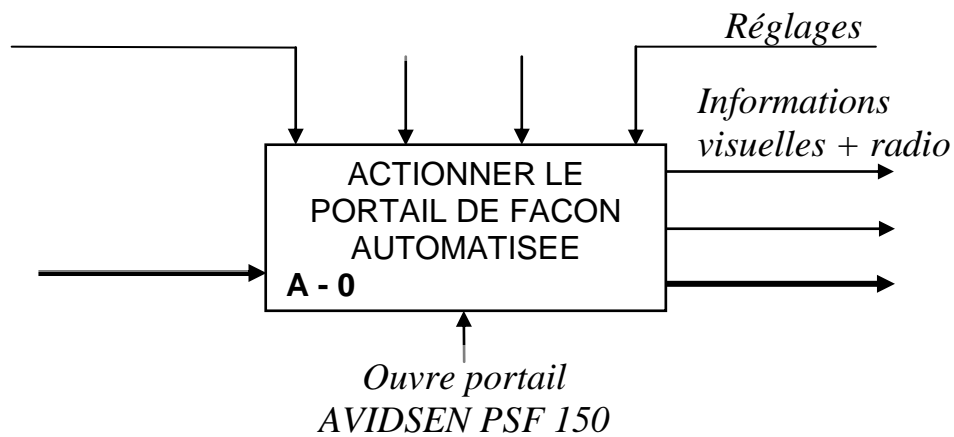 Réglages
Informations
visuelles + radio
ACTIONNER LE
PORTAIL DE FACON
AUTOMATISEE
A - 0
Ouvre portail
AVIDSEN PSF 150